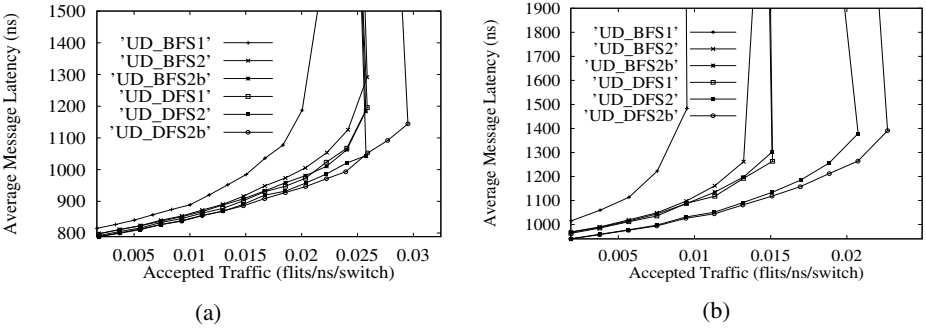 1500
1400
1300
1200
1100
1000
900
800
Average Message Latency (ns)
'UD_BFS1'
'UD_BFS2'
'UD_BFS2b'
'UD_DFS1'
'UD_DFS2'
'UD_DFS2b'
0.005 0.01 0.015 0.02 0.025 0.03
Accepted Traffic (flits/ns/switch)
(a)
1900
1800
1700
1600
1500
1400
1300
1200
1100
1000
Average Message Latency (ns)
'UD_BFS1'
'UD_BFS2'
'UD_BFS2b'
'UD_DFS1'
'UD_DFS2'
'UD_DFS2b'
0.005 0.01 0.015 0.02
Accepted Traffic (flits/ns/switch)
(b)